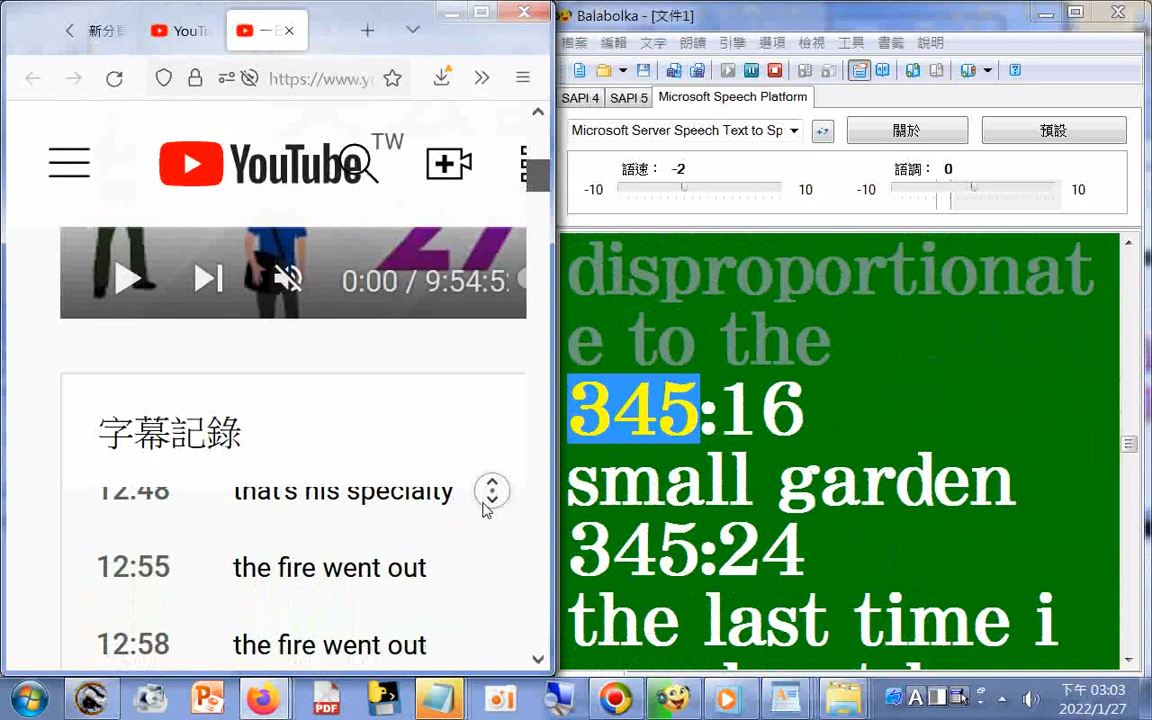 新分
YouT
一 E
https://www.y
YouTube
TW
27
0:00 / 9:54:5
字幕記錄
12:48 that's his specialty
12:55 the fire went out
12:58 the fire went out
Balabolka - [文件1]
檔案 編輯 文字 朗讀 引擎 選項 檢視 工具 書籤 說明
SAPI 4 SAPI 5 Microsoft Speech Platform
Microsoft Server Speech Text to Sp
關於
預設
語速： -2
-10 10
語調： 0
-10 10
disproportionat
e to the
345:16
small garden
345:24
the last time i
PDF
A
下午 03:03
2022/1/27